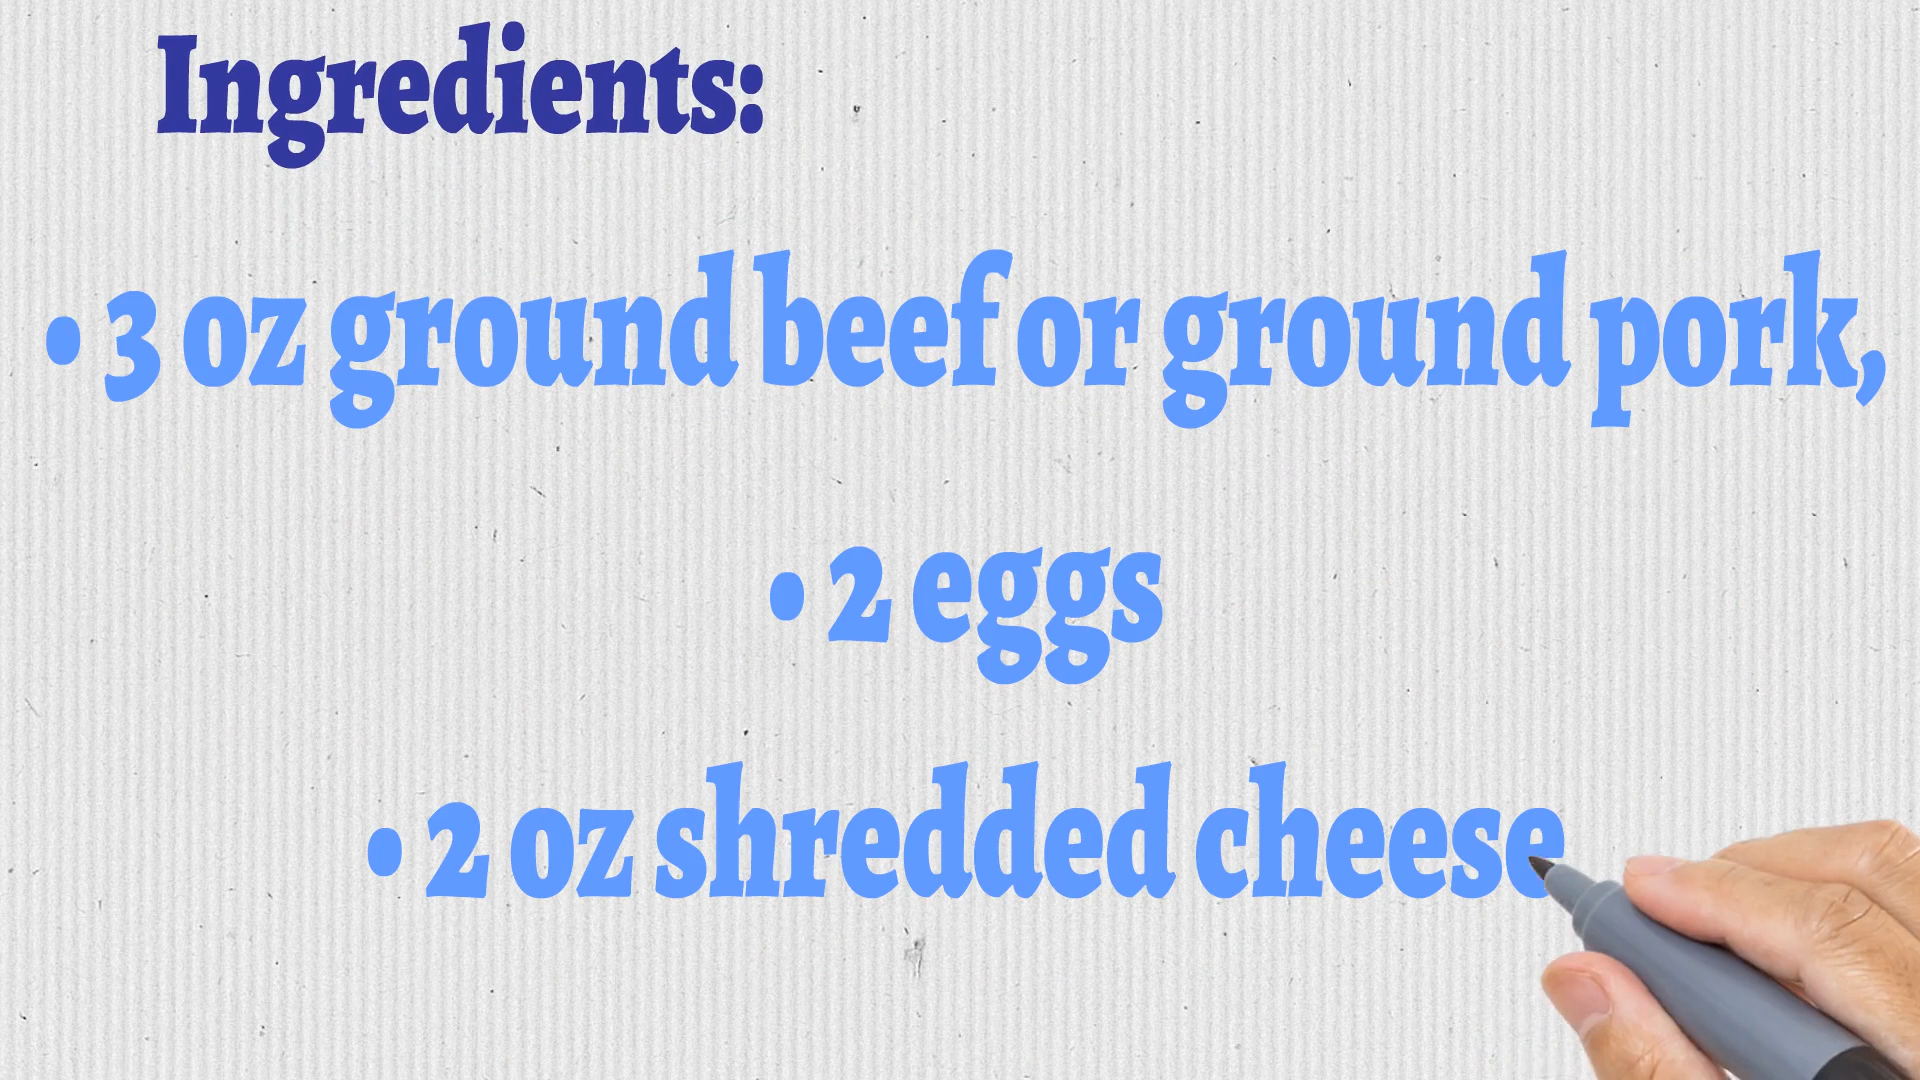 Ingredients:
• 3 oz ground beef or ground pork,
• 2 eggs
• 2 oz shredded cheese